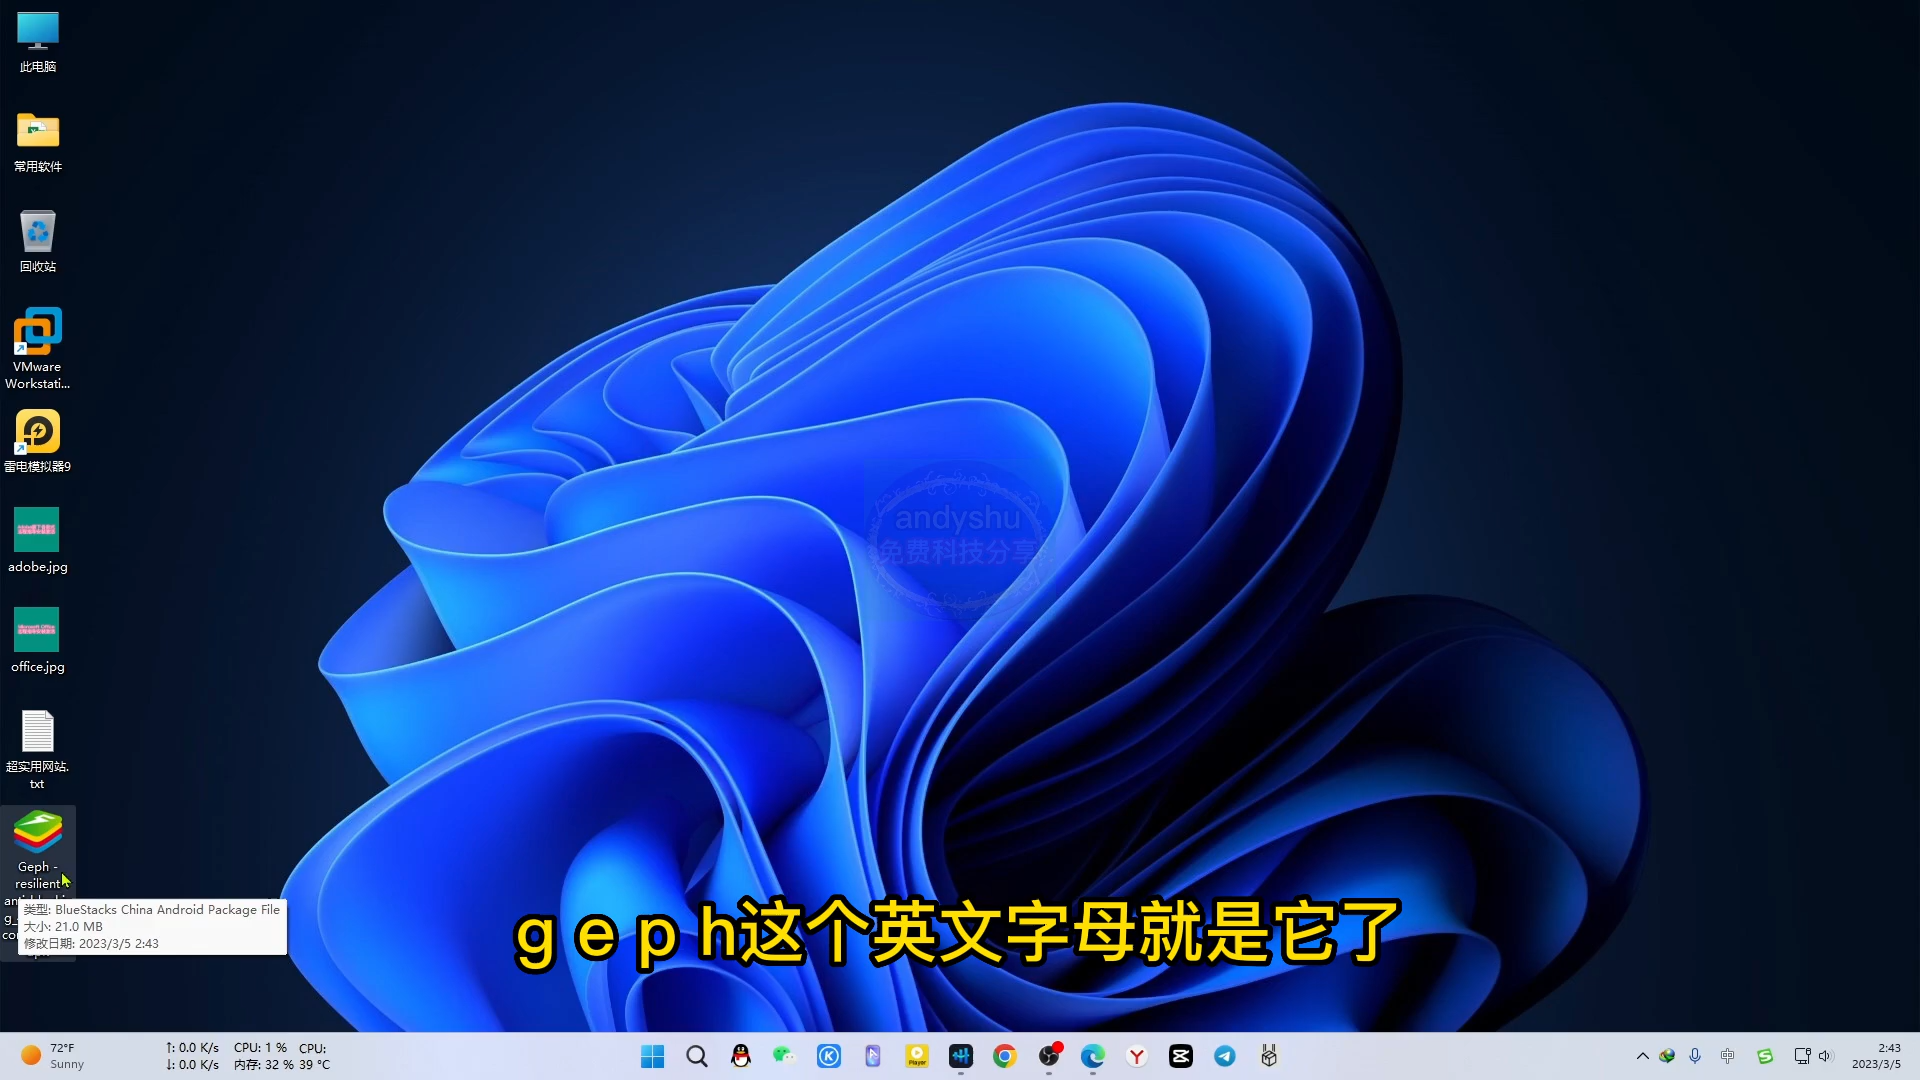 此电脑
常用软件
回收站
VMware
Workstati...
雷电模拟器9
adobe.jpg
office.jpg
超实用网站.
txt
Geph -
resilient
类型: BlueStacks China Android Package File
大小: 21.0 MB
修改日期: 2023/3/5 2:43
andyshu
免费科技分享
g e p h这个英文字母就是它了
72°F
Sunny
↑: 0.0 K/s
↓: 0.0 K/s
CPU: 1 %
内存: 32 %
CPU:
39 °C
Player
中
2:43
2023/3/5